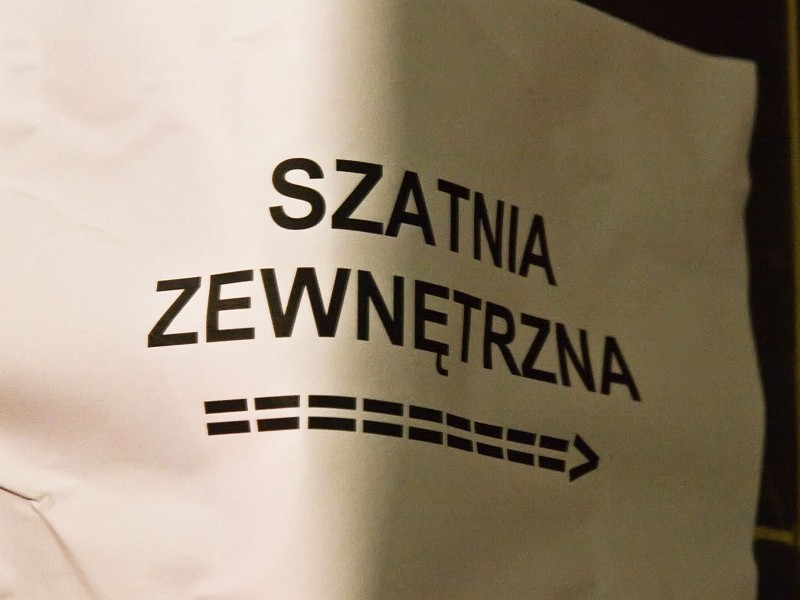 SZATNIA
ZEWNĘTRZNA
========>